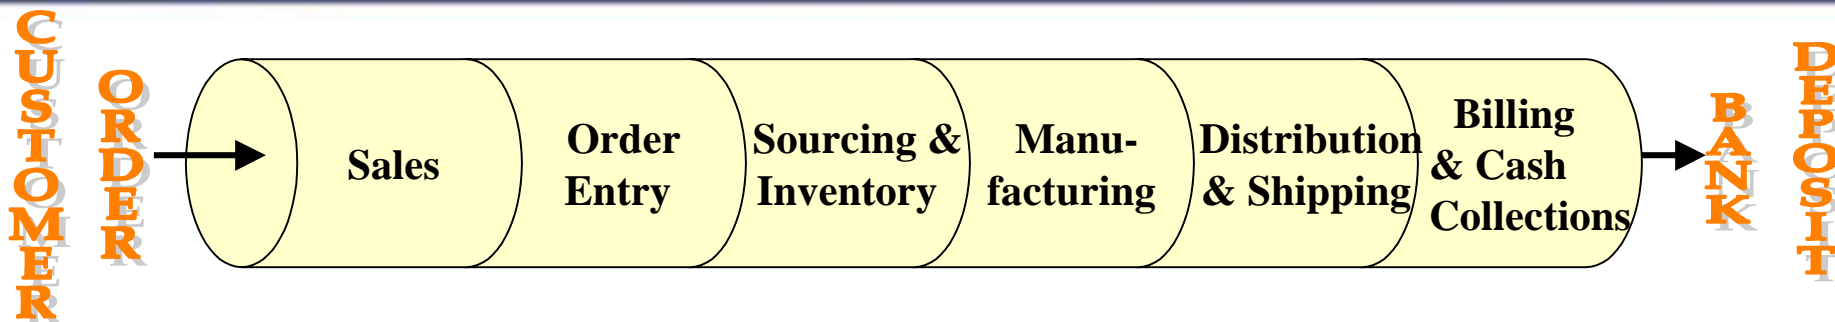 CUSTOMER
ORDER
Sales
Order
Entry
Sourcing &
Inventory
Manu-
facturing
Distribution
& Shipping
Billing
& Cash
Collections
BANK
DEPOSIT